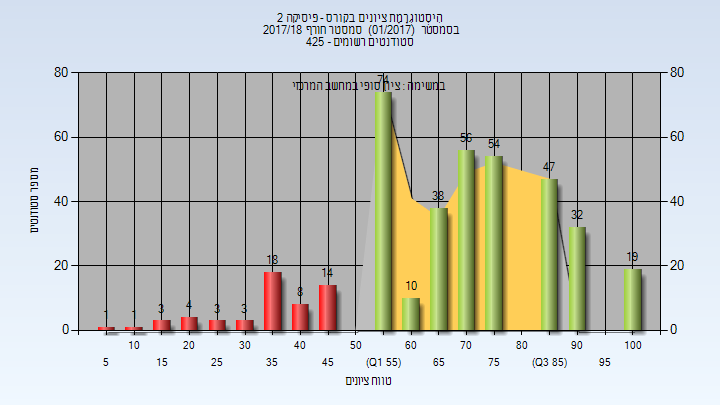 היסטוגרמת ציונים בקורס - פיסיקה 2
בסמסטר (01/2017) סמסטר חורף 2017/18
סטודנטים רשומים - 425
במשימה : ציון סופי במחשב המרכזי
מספר סטודנטים
80 60 40 20 0
80 60 40 20 0
1 1 3 4 3 3 18 8 14 74 10 38 56 54 47 32 19
10 20 30 40 50 60 70 80 90 100
5 15 25 35 45 (Q1 55) 65 75 (Q3 85) 95
טווח ציונים